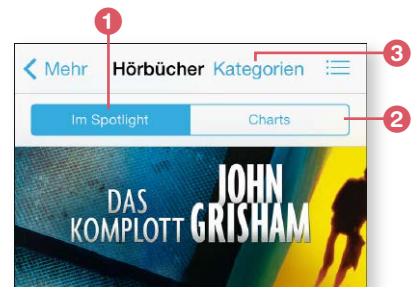 1
3
Mehr Hörbücher Kategorien
Im Spotlight Charts
2
DAS KOMPLOTT
JOHN GRISHAM